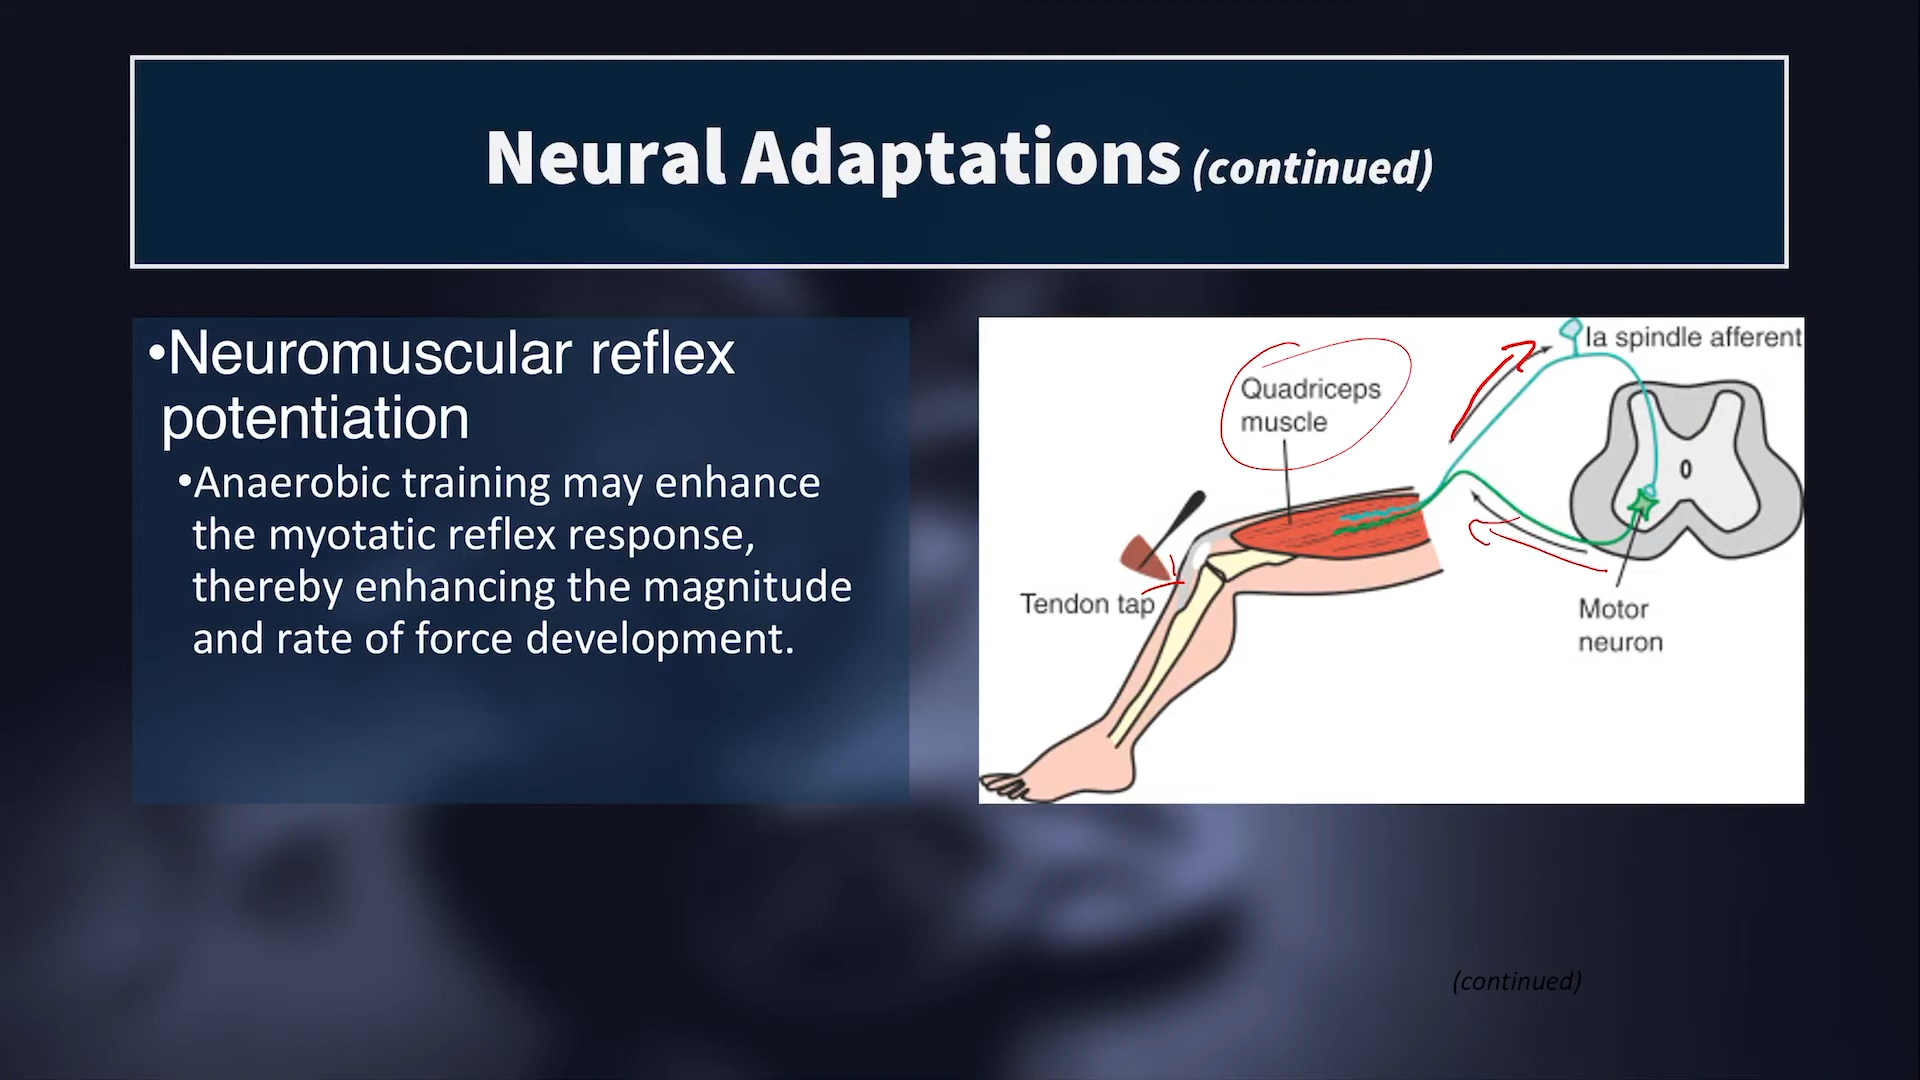 Neural Adaptations (continued)
•Neuromuscular reflex
potentiation
•Anaerobic training may enhance
the myotatic reflex response,
thereby enhancing the magnitude
and rate of force development.
Ia spindle afferent
Quadriceps
muscle
Tendon tap
Motor
neuron
(continued)